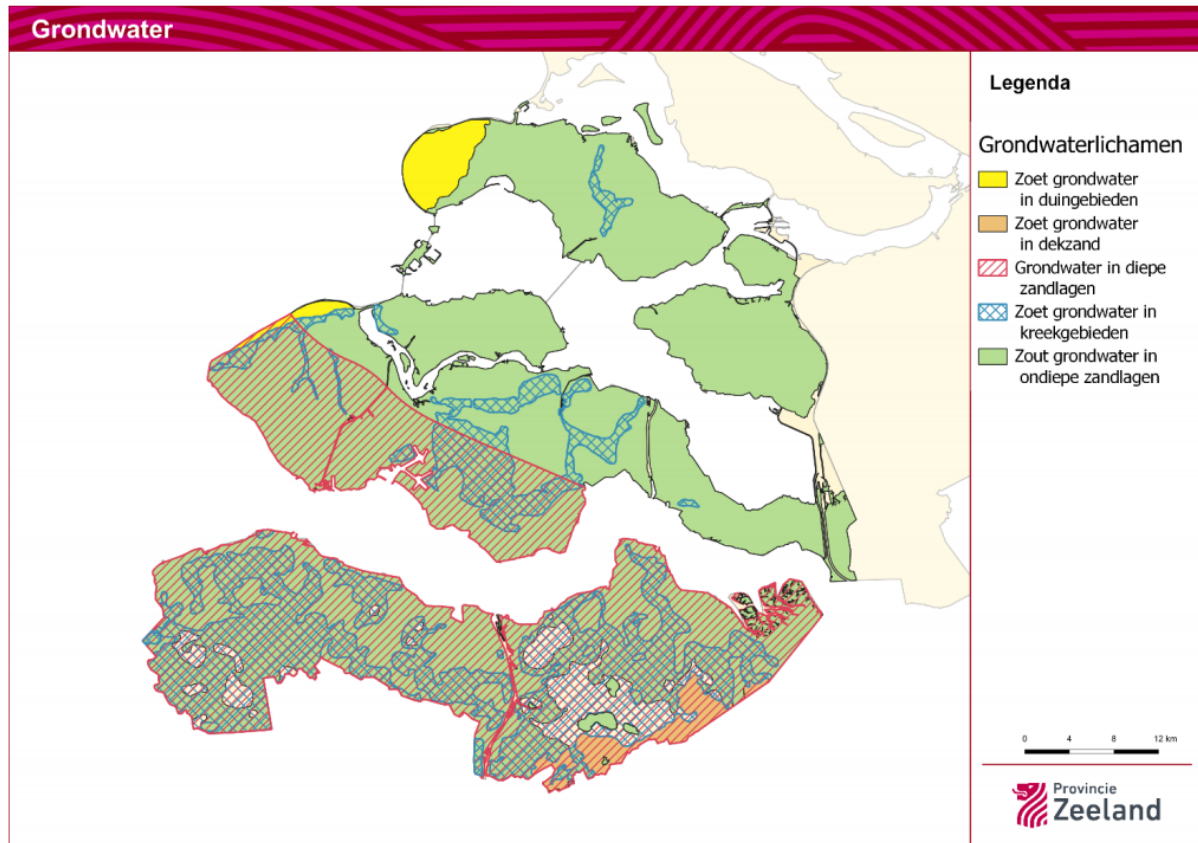 Grondwater
Legenda
Grondwaterlichamen
Zoet grondwater
in duingebieden
Zoet grondwater
in dekzand
Grondwater in diepe
zandlagen
Zoet grondwater in
kreekgebieden
Zout grondwater in
ondiepe zandlagen
0 4 8 12 km
Provincie
Zeeland